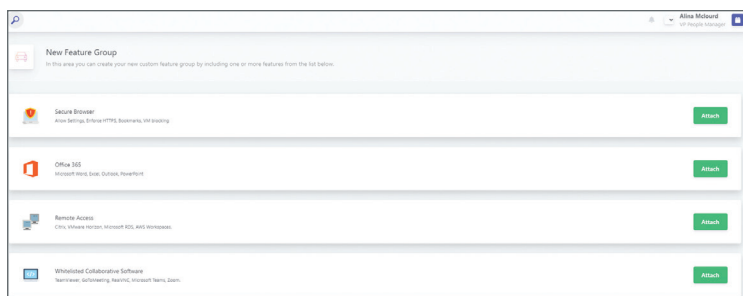 Alina Mclourd
VP People Manager
New Feature Group
In this area you can create your new custom feature group by including one or more features from the list below.
Secure Browser
Allow Settings, Enforce HTTPS, Bookmarks, VM blocking
Attach
Office 365
Microsoft Word, Excel, Outlook, PowerPoint
Attach
Remote Access
Citrix, VMware Horizon, Microsoft RDS, AWS Workspaces
Attach
Whitelisted Collaborative Software
TeamViewer, GoToMeeting, RealVNC, Microsoft Teams, Zoom.
Attach